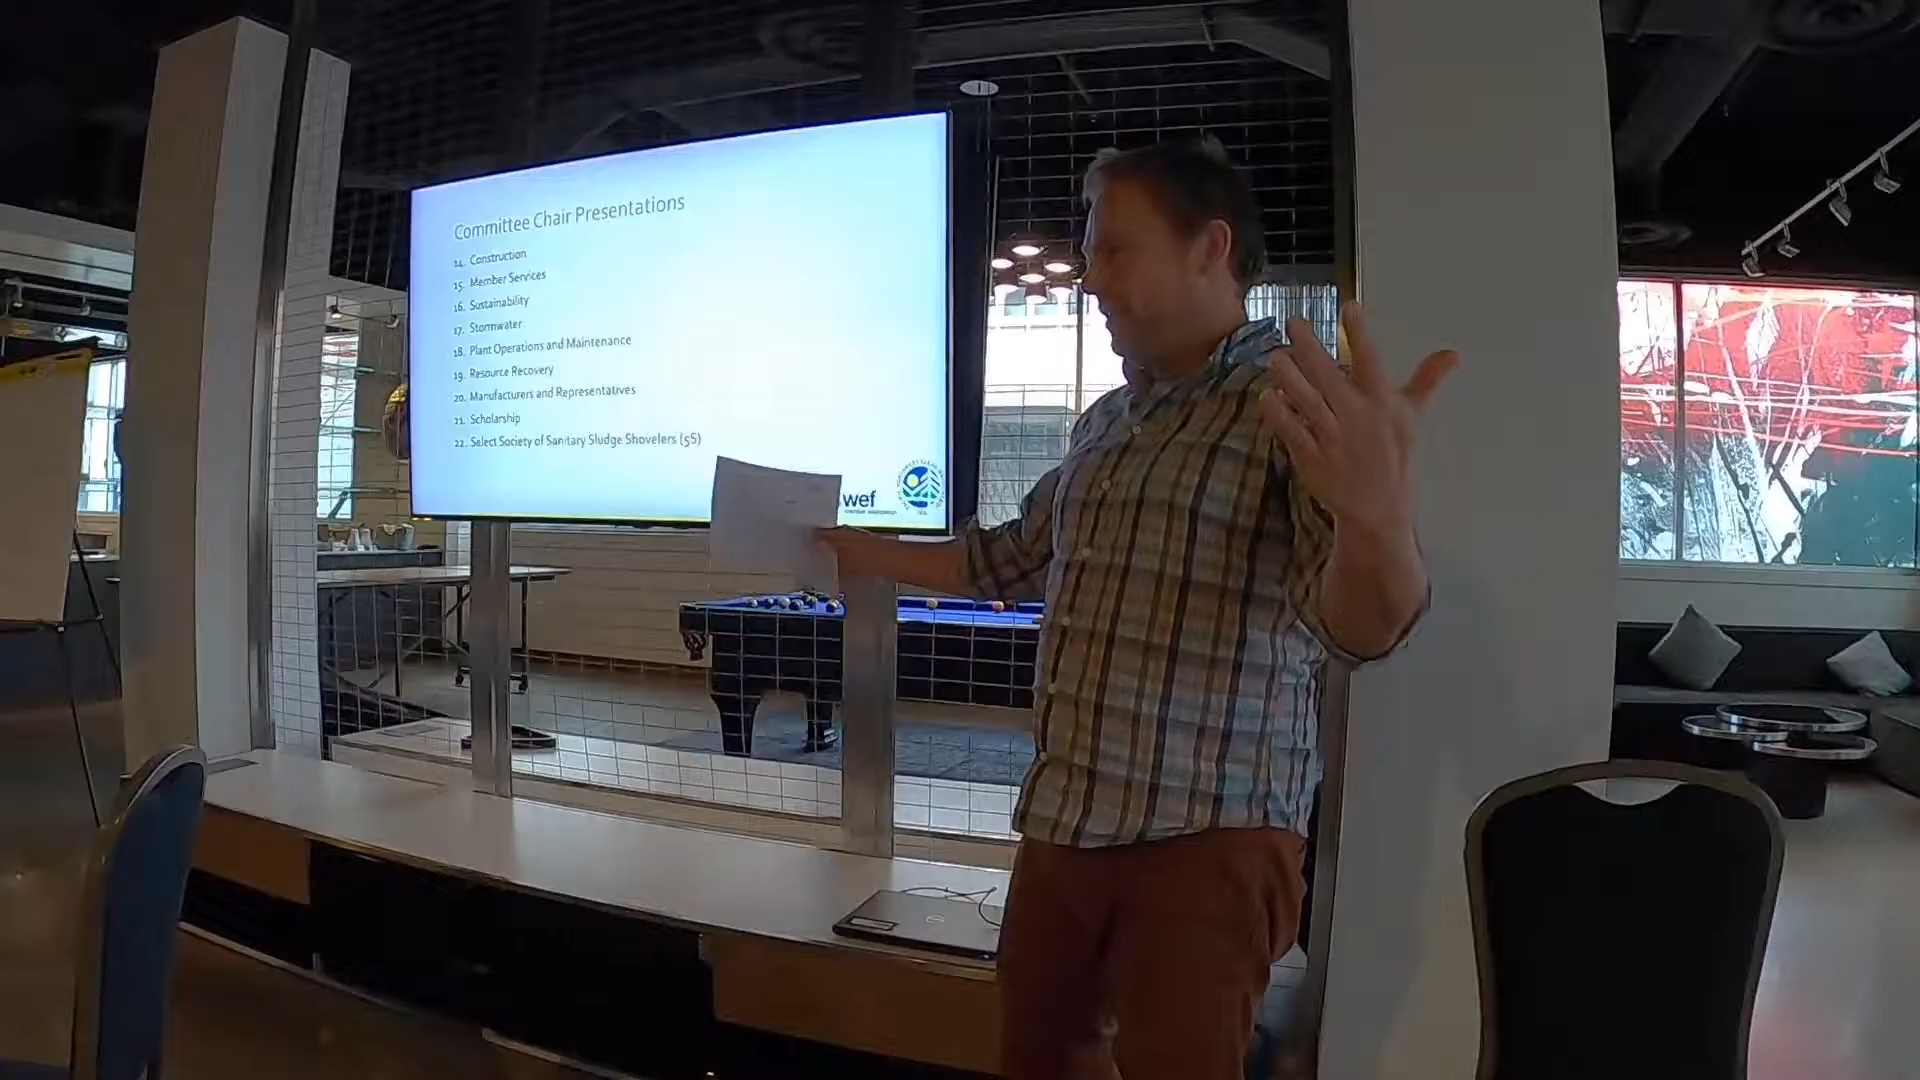 Committee Chair Presentations
14. Construction
15. Member Services
16. Sustainability
17. Stormwater
18. Plant Operations and Maintenance
19. Resource Recovery
20. Manufacturers and Representatives
21. Scholarship
22. Select Society of Sanitary Sludge Shovelers (5S)
wef